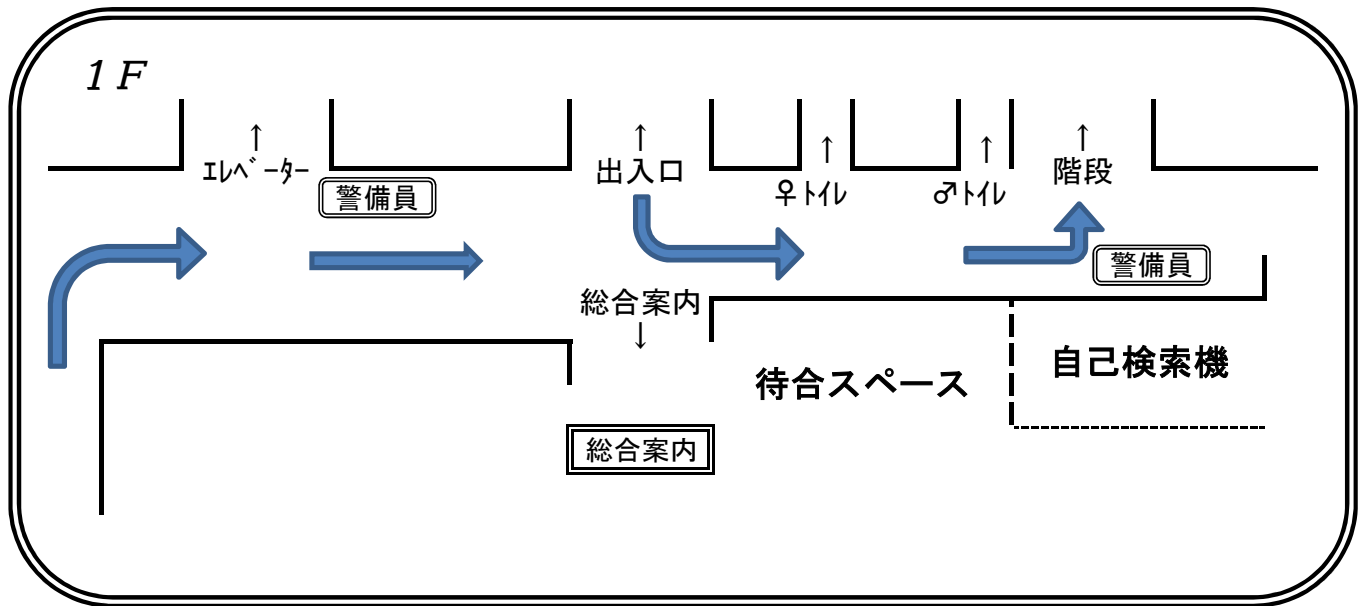 １Ｆ
↑
ｴﾚﾍﾞｰﾀｰ
警備員
↑
出入口
↑
♀ﾄｲﾚ
↑
♂ﾄｲﾚ
↑
階段
警備員
総合案内
↓
待合スペース
自己検索機
総合案内